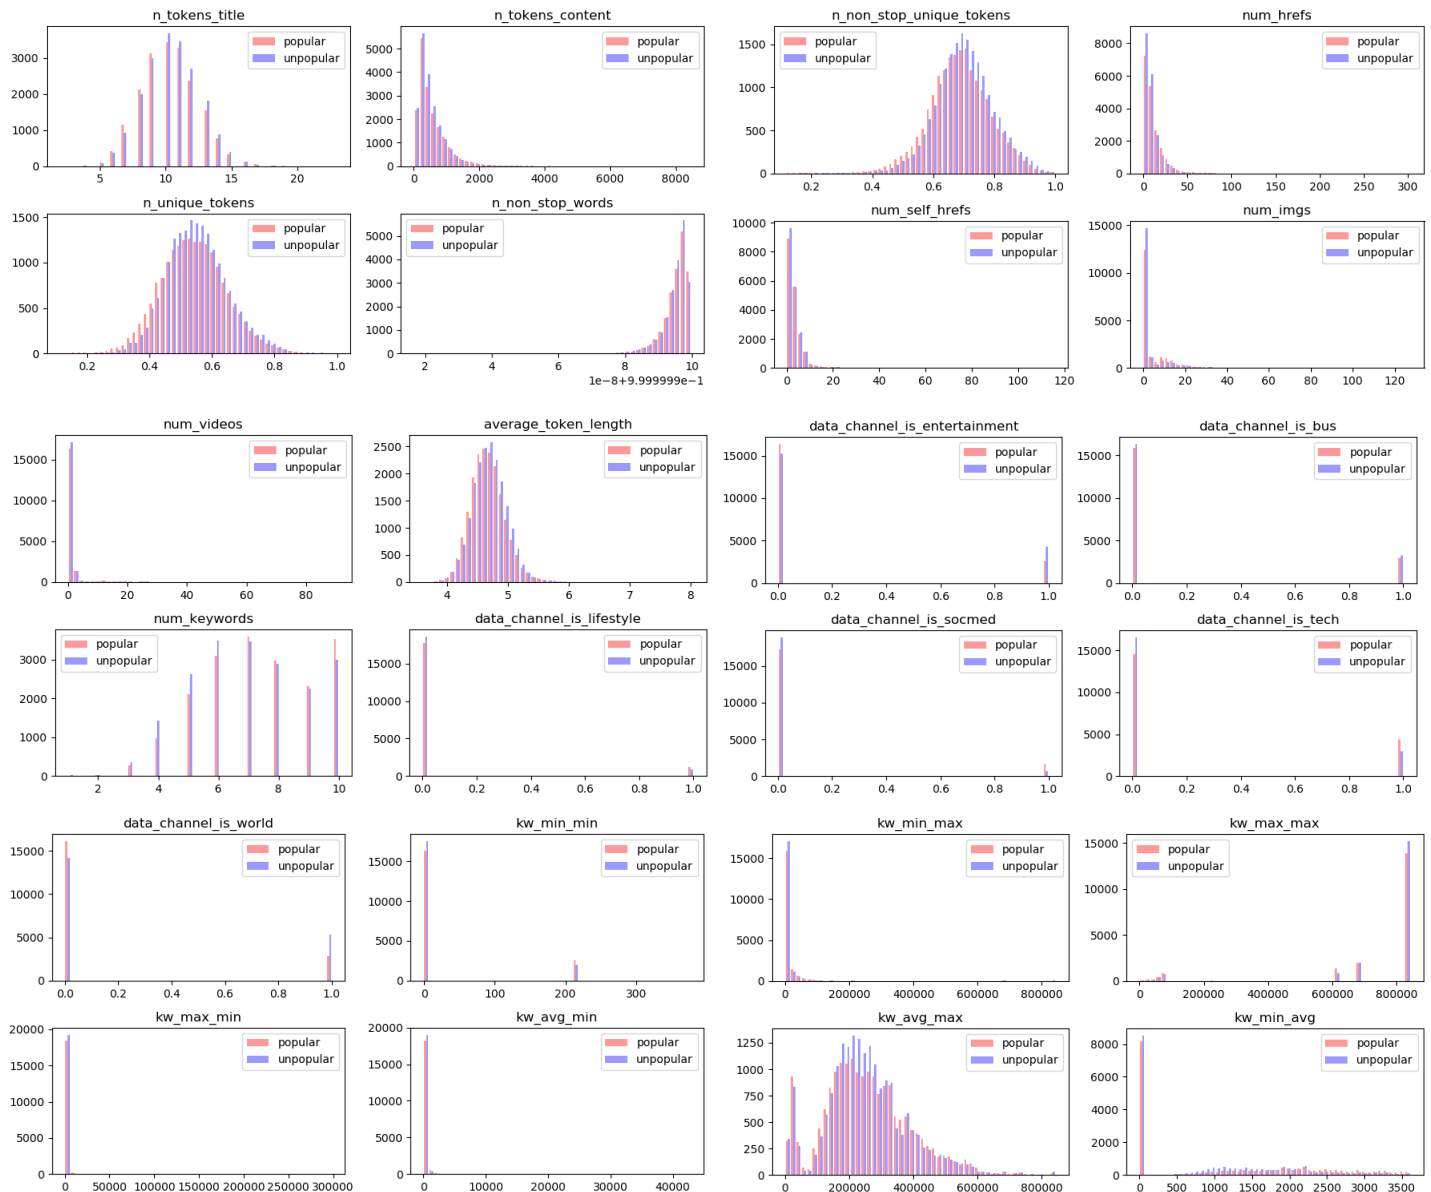 n_tokens_title
popular
unpopular
3000
2000
1000
0
5 10 15 20
n_tokens_content
popular
unpopular
5000
4000
3000
2000
1000
0
0 2000 4000 6000 8000
n_non_stop_unique_tokens
popular
unpopular
1500
1000
500
0
0.2 0.4 0.6 0.8 1.0
num_hrefs
popular
unpopular
8000
6000
4000
2000
0
0 50 100 150 200 250 300
n_unique_tokens
popular
unpopular
1500
1000
500
0
0.2 0.4 0.6 0.8 1.0
n_non_stop_words
popular
unpopular
5000
4000
3000
2000
1000
0
2 4 6 8 10
1e-8+9.999999e-1
num_self_hrefs
popular
unpopular
10000
8000
6000
4000
2000
0
0 20 40 60 80 100 120
num_imgs
popular
unpopular
15000
10000
5000
0
0 20 40 60 80 100 120
num_videos
popular
unpopular
15000
10000
5000
0
0 20 40 60 80
average_token_length
popular
unpopular
2500
2000
1500
1000
500
0
4 5 6 7 8
data_channel_is_entertainment
popular
unpopular
15000
10000
5000
0
0.0 0.2 0.4 0.6 0.8 1.0
data_channel_is_bus
popular
unpopular
15000
10000
5000
0
0.0 0.2 0.4 0.6 0.8 1.0
num_keywords
popular
unpopular
3000
2000
1000
0
2 4 6 8 10
data_channel_is_lifestyle
popular
unpopular
15000
10000
5000
0
0.0 0.2 0.4 0.6 0.8 1.0
data_channel_is_socmed
popular
unpopular
15000
10000
5000
0
0.0 0.2 0.4 0.6 0.8 1.0
data_channel_is_tech
popular
unpopular
15000
10000
5000
0
0.0 0.2 0.4 0.6 0.8 1.0
data_channel_is_world
popular
unpopular
15000
10000
5000
0
0.0 0.2 0.4 0.6 0.8 1.0
kw_min_min
popular
unpopular
15000
10000
5000
0
0 100 200 300
kw_min_max
popular
unpopular
15000
10000
5000
0
0 200000 400000 600000 800000
kw_max_max
popular
unpopular
15000
10000
5000
0
0 200000 400000 600000 800000
kw_max_min
popular
unpopular
20000
15000
10000
5000
0
0 50000 100000 150000 200000 250000 300000
kw_avg_min
popular
unpopular
20000
15000
10000
5000
0
0 10000 20000 30000 40000
kw_avg_max
popular
unpopular
1250
1000
750
500
250
0
0 200000 400000 600000 800000
kw_min_avg
popular
unpopular
8000
6000
4000
2000
0
0 500 1000 1500 2000 2500 3000 3500